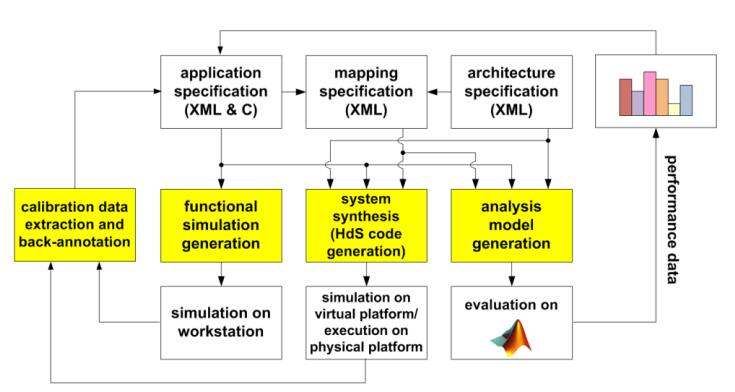 application
specification
(XML & C)
mapping
specification
(XML)
architecture
specification
(XML)
performance data
calibration data
extraction and
back-annotation
functional
simulation
generation
system
synthesis
(HdS code
generation)
analysis
model
generation
simulation on
workstation
simulation on
virtual platform/
execution on
physical platform
evaluation on